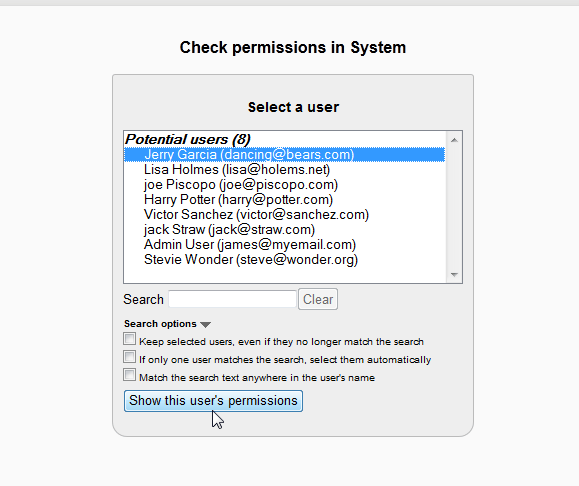 Check permissions in System
Select a user
Potential users (8)
Jerry Garcia (dancing@bears.com)
Lisa Holmes (lisa@holems.net)
joe Piscopo (joe@piscopo.com)
Harry Potter (harry@potter.com)
Victor Sanchez (victor@sanchez.com)
jack Straw (jack@straw.com)
Admin User (james@myemail.com)
Stevie Wonder (steve@wonder.org)
Search Clear
Search options
Keep selected users, even if they no longer match the search
If only one user matches the search, select them automatically
Match the search text anywhere in the user's name
Show this user's permissions